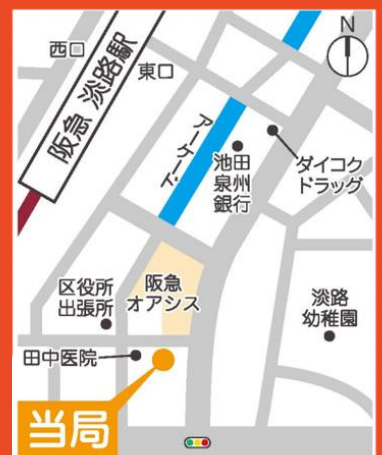 N
西口
阪急 淡路駅
東口
アーケード
池田
泉州
銀行
ダイコク
ドラッグ
区役所
出張所
阪急
オアシス
淡路
幼稚園
田中医院
当局